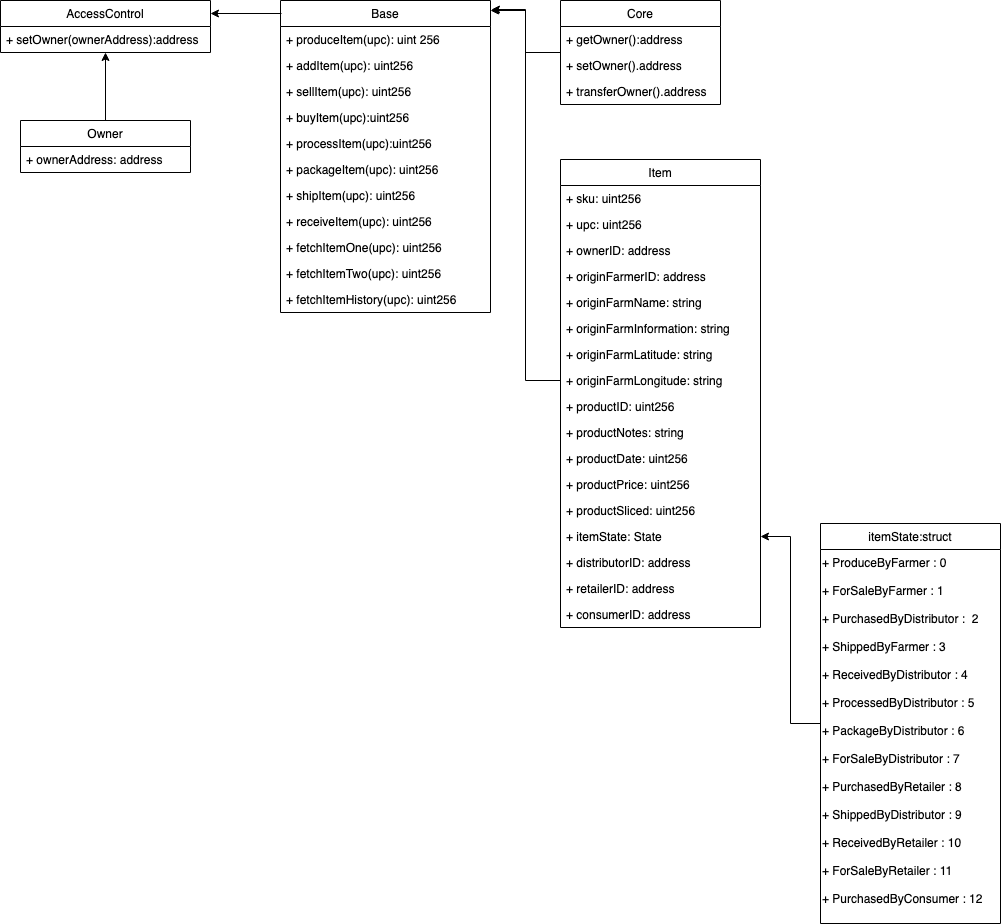 AccessControl
+ setOwner(ownerAddress):address
Owner
+ ownerAddress: address
Base
+ produceItem(upc): uint 256
+ addItem(upc): uint256
+ sellItem(upc): uint256
+ buyItem(upc):uint256
+ processItem(upc):uint256
+ packageItem(upc): uint256
+ shipItem(upc): uint256
+ receiveItem(upc): uint256
+ fetchItemOne(upc): uint256
+ fetchItemTwo(upc): uint256
+ fetchItemHistory(upc): uint256
Core
+ getOwner():address
+ setOwner().address
+ transferOwner().address
Item
+ sku: uint256
+ upc: uint256
+ ownerID: address
+ originFarmerID: address
+ originFarmName: string
+ originFarmInformation: string
+ originFarmLatitude: string
+ originFarmLongitude: string
+ productID: uint256
+ productNotes: string
+ productDate: uint256
+ productPrice: uint256
+ productSliced: uint256
+ itemState: State
+ distributorID: address
+ retailerID: address
+ consumerID: address
itemState:struct
+ ProduceByFarmer : 0
+ ForSaleByFarmer : 1
+ PurchasedByDistributor :  2
+ ShippedByFarmer : 3
+ ReceivedByDistributor : 4
+ ProcessedByDistributor : 5
+ PackageByDistributor : 6
+ ForSaleByDistributor : 7
+ PurchasedByRetailer : 8
+ ShippedByDistributor : 9
+ ReceivedByRetailer : 10
+ ForSaleByRetailer : 11
+ PurchasedByConsumer : 12